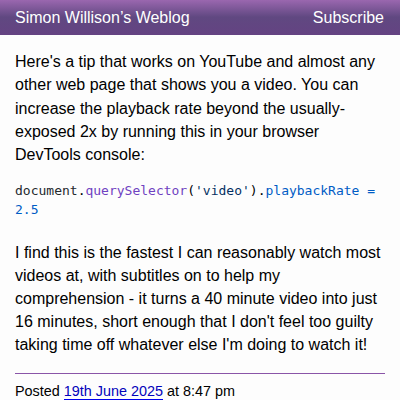 Simon Willison's Weblog Subscribe
Here's a tip that works on YouTube and almost any
other web page that shows you a video. You can
increase the playback rate beyond the usually-
exposed 2x by running this in your browser
DevTools console:
document.querySelector('video').playbackRate =
2.5
I find this is the fastest I can reasonably watch most
videos at, with subtitles on to help my
comprehension - it turns a 40 minute video into just
16 minutes, short enough that I don't feel too guilty
taking time off whatever else I'm doing to watch it!
Posted 19th June 2025 at 8:47 pm